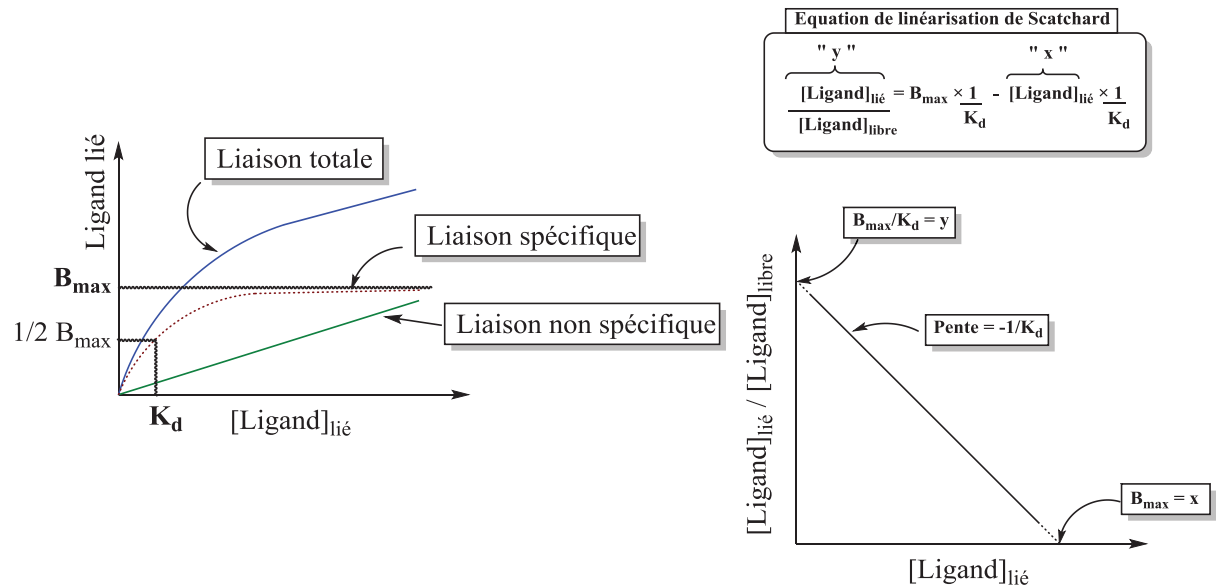 Equation de linéarisation de Scatchard
" y "
" x "
[Ligand]lié = Bmax × 1 - [Ligand]lié × 1
[Ligand]libre Kd Kd
Ligand lié
Liaison totale
Liaison spécifique
Bmax
1/2 Bmax
Liaison non spécifique
Kd
[Ligand]lié
Bmax/Kd = y
[Ligand]lié / [Ligand]libre
Pente = -1/Kd
Bmax = x
[Ligand]lié